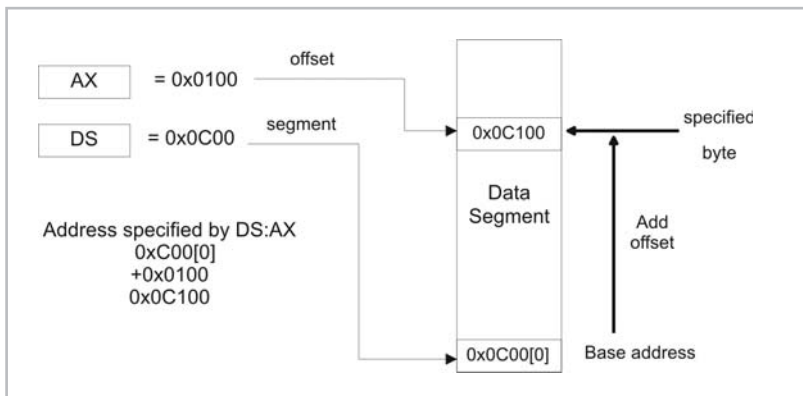 offset
AX = 0x0100
segment
DS = 0x0C00
0x0C100
specified
byte
Data
Segment
Add
offset
Address specified by DS:AX
0xC00[0]
+0x0100
0x0C100
0x0C00[0]
Base address